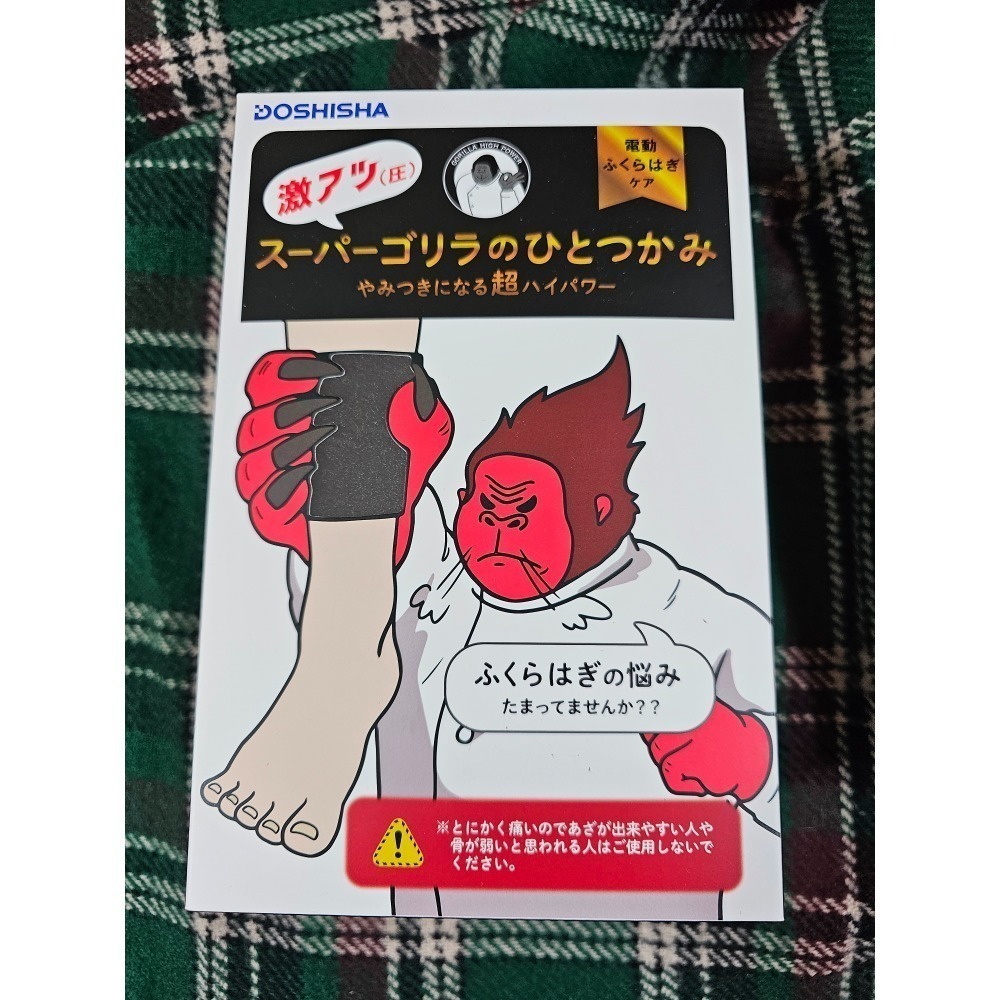 DOSHISHA
激アツ(圧)
GORILLA HIGH POWER
電動
ふくらはぎ
ケア
スーパーゴリラのひとつかみ
やみつきになる超ハイパワー
ふくらはぎの悩み
たまってませんか??
※とにかく痛いのであざが出来やすい人や
骨が弱いと思われる人はご使用しないで
ください。